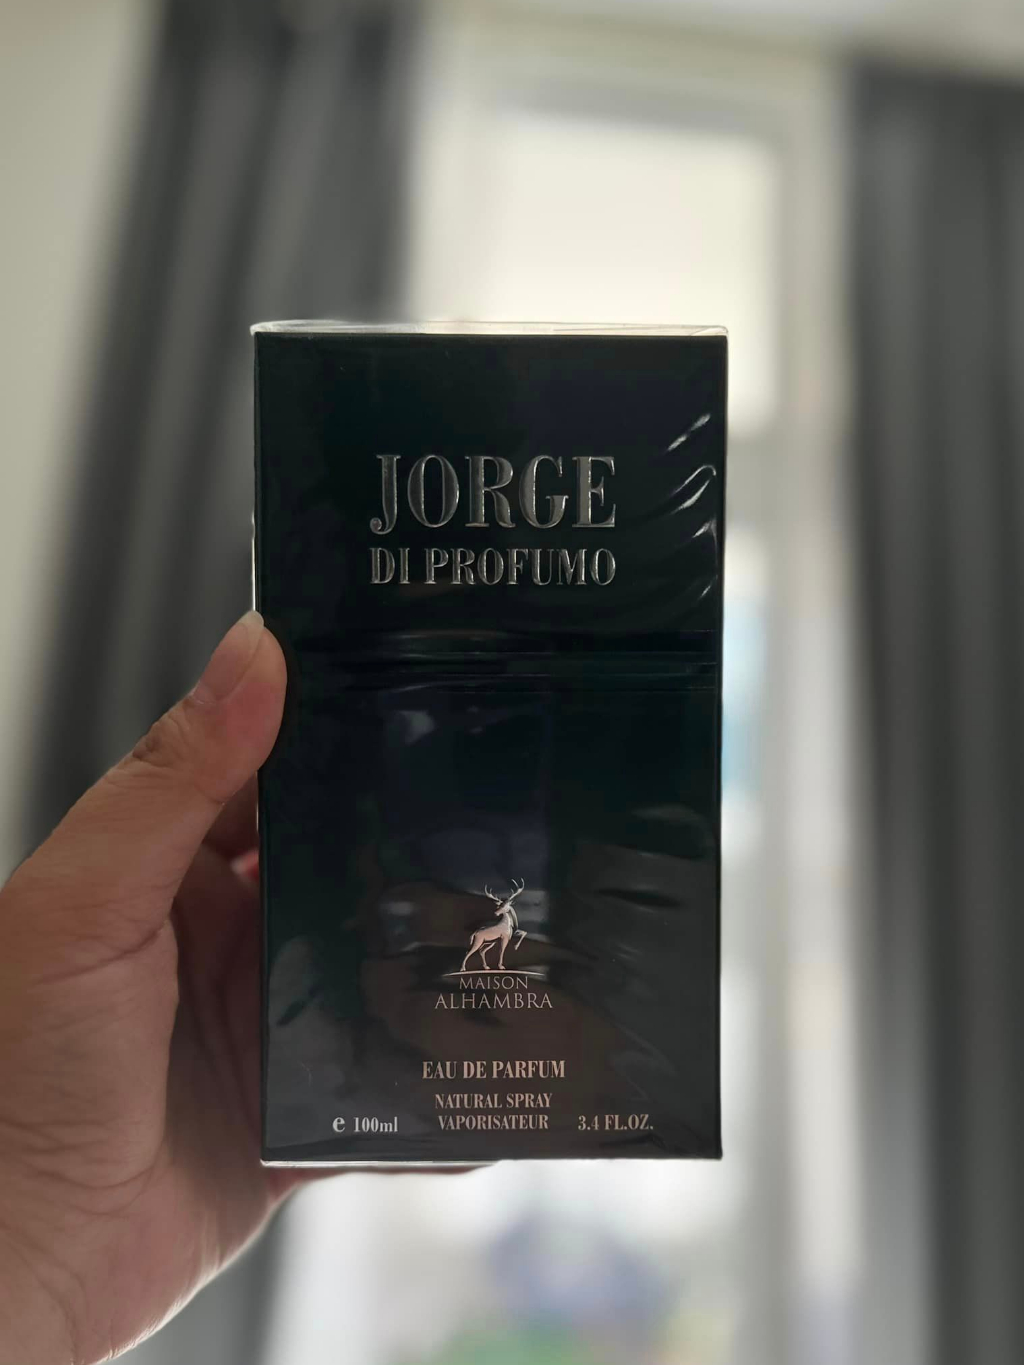 JORGE
DI PROFUMO
MAISON
ALHAMBRA
EAU DE PARFUM
NATURAL SPRAY
e 100ml VAPORISATEUR 3.4 FL.OZ.